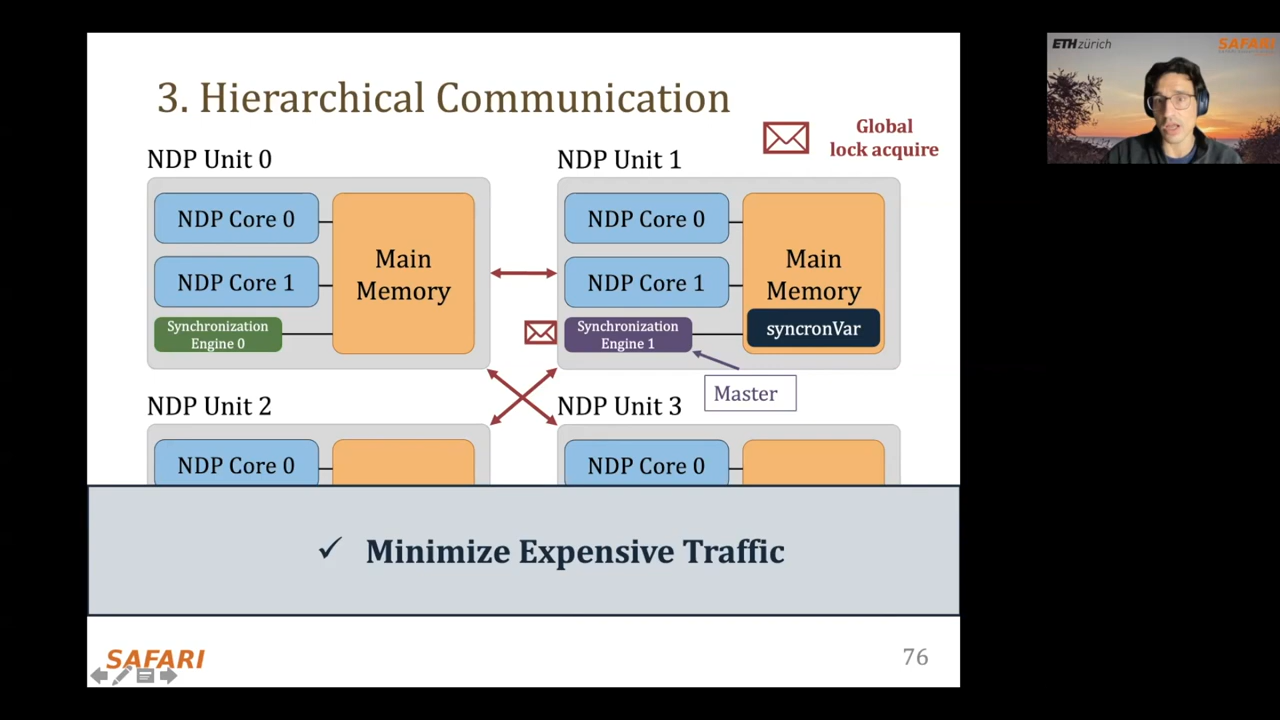 ETH zürich
SAFARI
3. Hierarchical Communication
Global
lock acquire
NDP Unit 0
NDP Unit 1
NDP Core 0
NDP Core 1
Synchronization
Engine 0
Main
Memory
NDP Core 0
NDP Core 1
Synchronization
Engine 1
Main
Memory
syncronVar
Master
NDP Unit 2
NDP Unit 3
NDP Core 0
NDP Core 0
✓ Minimize Expensive Traffic
SAFARI
76